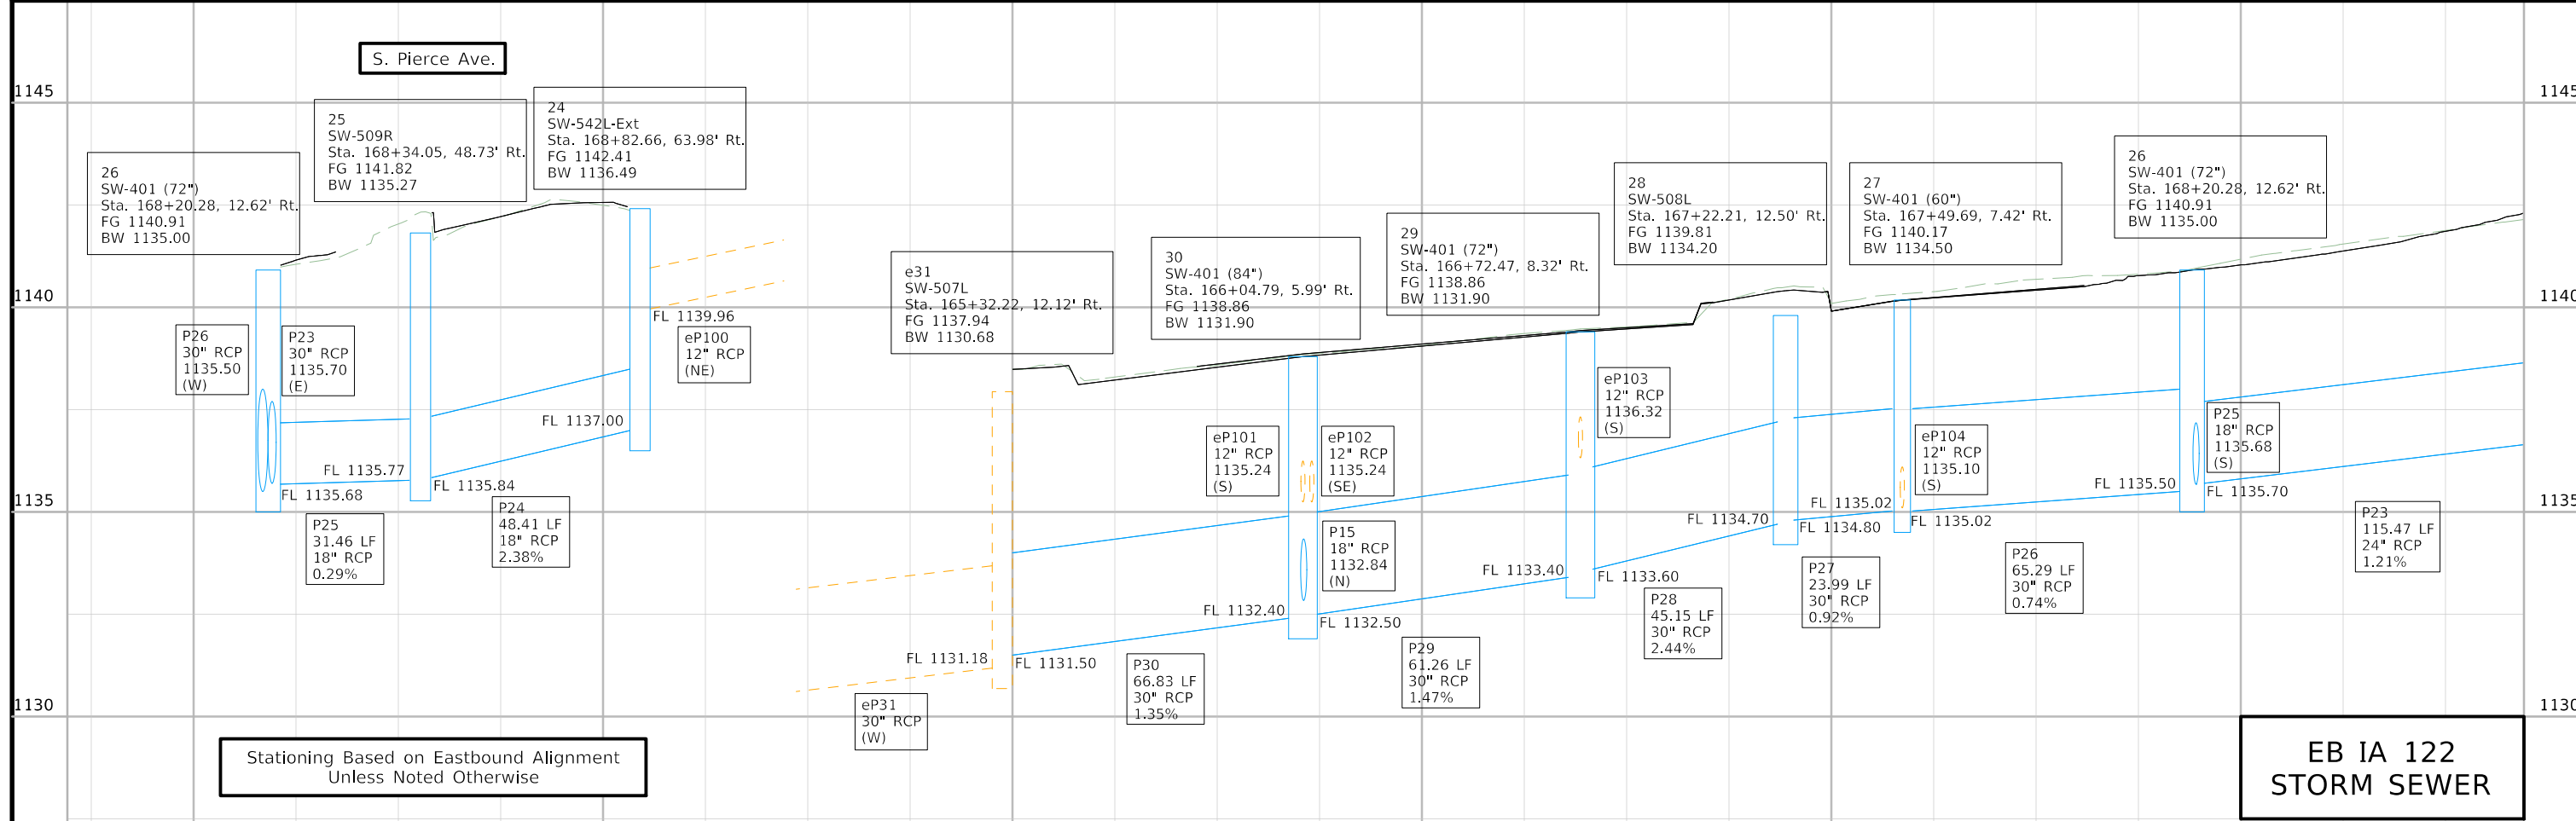 S. Pierce Ave.
1145
1145
1140
1140
1135
1135
1130
1130
26
SW-401 (72")
Sta. 168+20.28, 12.62' Rt.
FG 1140.91
BW 1135.00
25
SW-509R
Sta. 168+34.05, 48.73' Rt.
FG 1141.82
BW 1135.27
24
SW-542L-Ext
Sta. 168+82.66, 63.98' Rt.
FG 1142.41
BW 1136.49
e31
SW-507L
Sta. 165+32.22, 12.12' Rt.
FG 1137.94
BW 1130.68
30
SW-401 (84")
Sta. 166+04.79, 5.99' Rt.
FG 1138.86
BW 1131.90
29
SW-401 (72")
Sta. 166+72.47, 8.32' Rt.
FG 1138.86
BW 1131.90
28
SW-508L
Sta. 167+22.21, 12.50' Rt.
FG 1139.81
BW 1134.20
27
SW-401 (60")
Sta. 167+49.69, 7.42' Rt.
FG 1140.17
BW 1134.50
26
SW-401 (72")
Sta. 168+20.28, 12.62' Rt.
FG 1140.91
BW 1135.00
P26
30" RCP
1135.50
(W)
P23
30" RCP
1135.70
(E)
FL 1135.68
FL 1135.77
FL 1135.84
FL 1137.00
FL 1139.96
eP100
12" RCP
(NE)
P25
31.46 LF
18" RCP
0.29%
P24
48.41 LF
18" RCP
2.38%
eP31
30" RCP
(W)
FL 1131.18
FL 1131.50
P30
66.83 LF
30" RCP
1.35%
eP101
12" RCP
1135.24
(S)
eP102
12" RCP
1135.24
(SE)
P15
18" RCP
1132.84
(N)
FL 1132.40
FL 1132.50
P29
61.26 LF
30" RCP
1.47%
eP103
12" RCP
1136.32
(S)
FL 1133.40
FL 1133.60
P28
45.15 LF
30" RCP
2.44%
FL 1134.70
FL 1134.80
P27
23.99 LF
30" RCP
0.92%
FL 1135.02
FL 1135.02
eP104
12" RCP
1135.10
(S)
P26
65.29 LF
30" RCP
0.74%
FL 1135.50
FL 1135.70
P25
18" RCP
1135.68
(S)
P23
115.47 LF
24" RCP
1.21%
Stationing Based on Eastbound Alignment
Unless Noted Otherwise
EB IA 122
STORM SEWER